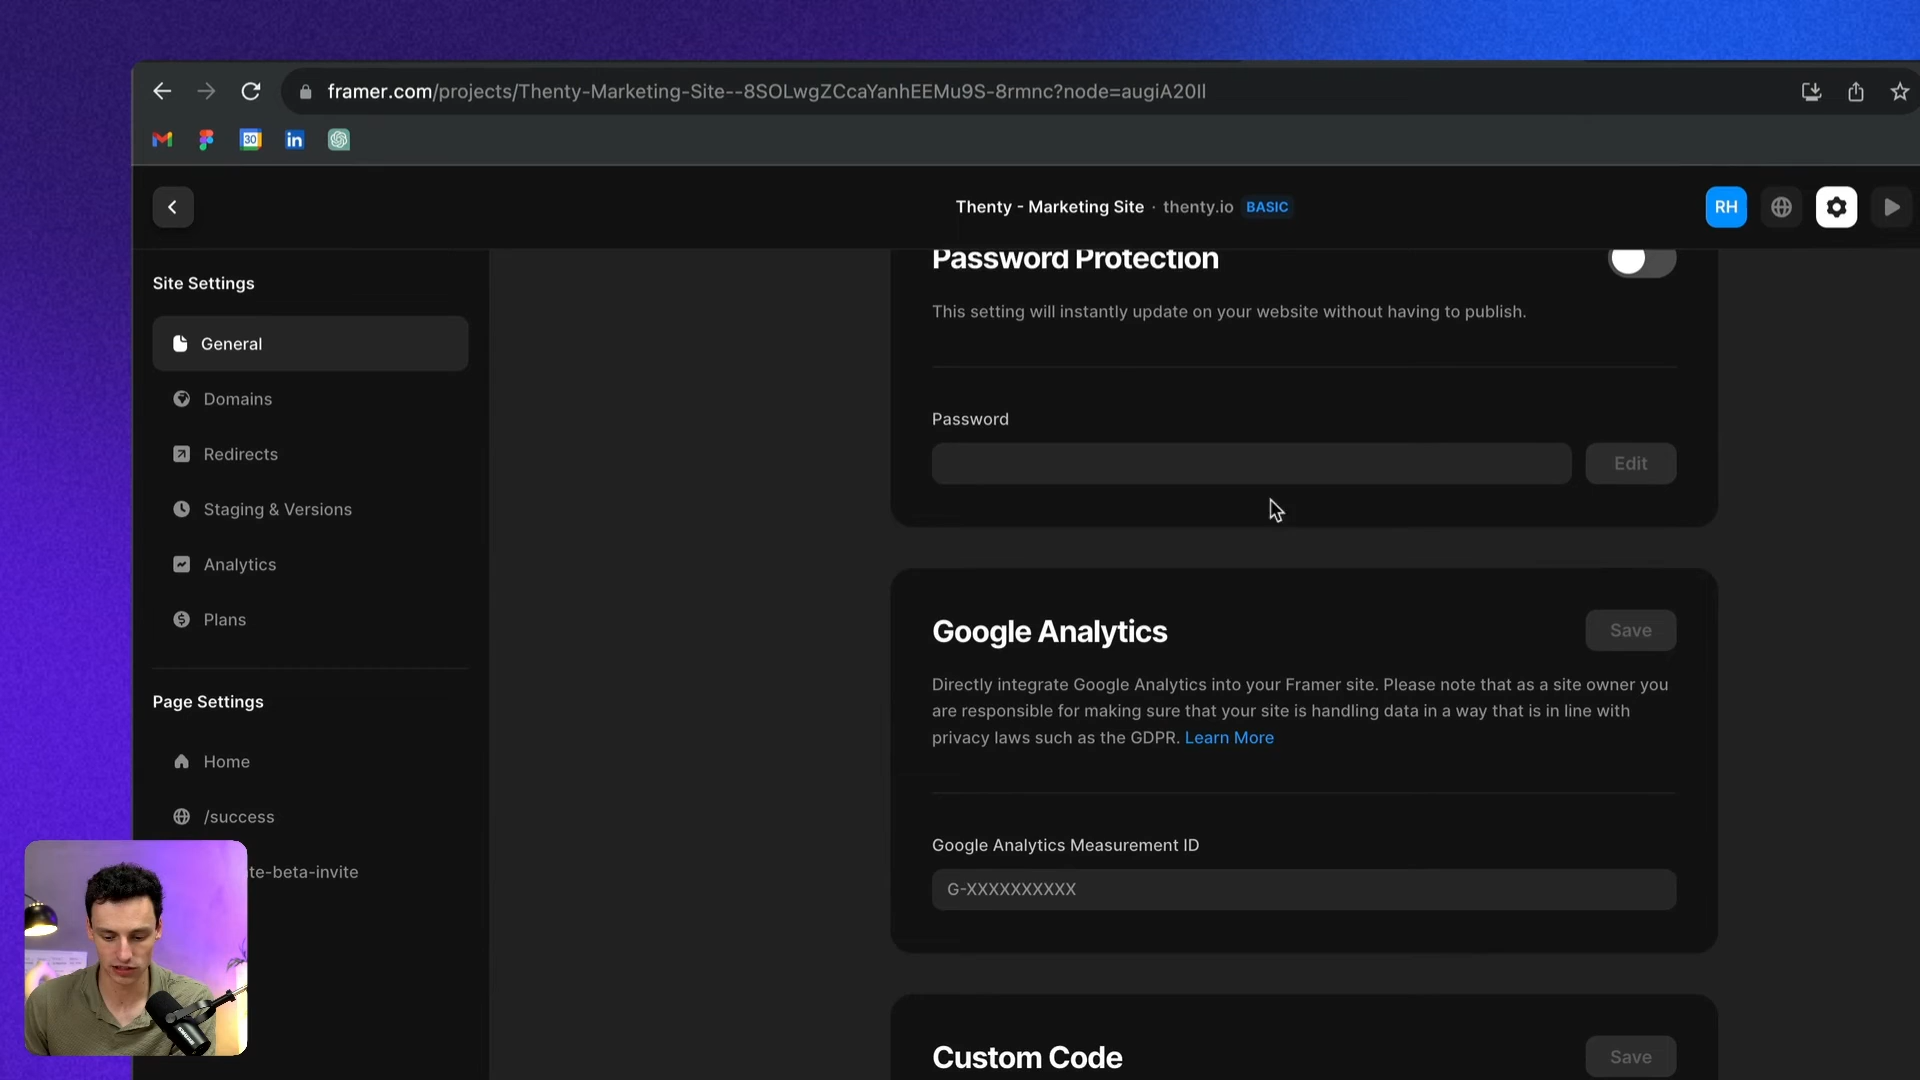 framer.com/projects/Thenty-Marketing-Site--8SOLwgZCcaYanhEEMu9S-8rmnc?node=augiA20Il
30
in
Thenty - Marketing Site · thenty.io BASIC
RH
Site Settings
General
Domains
Redirects
Staging & Versions
Analytics
Plans
Page Settings
Home
/success
te-beta-invite
Password Protection
This setting will instantly update on your website without having to publish.
Password
Edit
Google Analytics
Save
Directly integrate Google Analytics into your Framer site. Please note that as a site owner you
are responsible for making sure that your site is handling data in a way that is in line with
privacy laws such as the GDPR. Learn More
Google Analytics Measurement ID
G-XXXXXXXXXX
Custom Code
Save